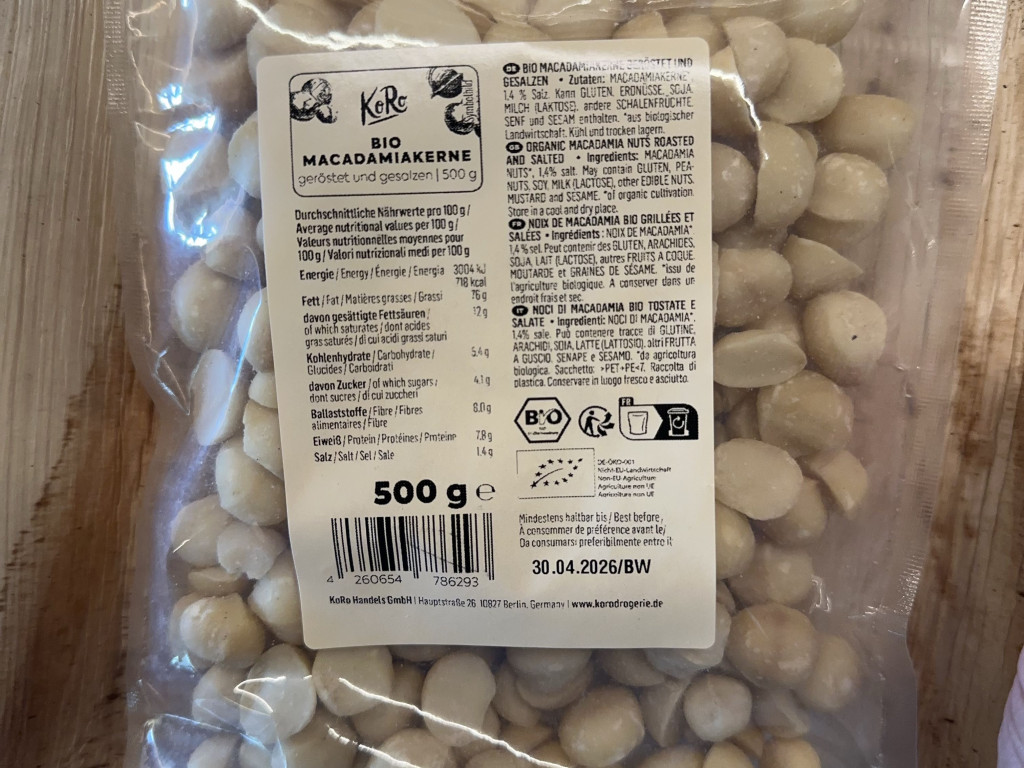 KoRo
Symbolbild
BIO
MACADAMIAKERNE
geröstet und gesalzen | 500 g
Durchschnittliche Nährwerte pro 100 g /
Average nutritional values per 100 g /
Valeurs nutritionnelles moyennes pour
100 g / Valori nutrizionali medi per 100 g
Energie / Energy / Énergie / Energia 3004 kJ
718 kcal
Fett / Fat / Matières grasses / Grassi 76 g
davon gesättigte Fettsäuren / 12 g
of which saturates / dont acides
gras saturés / di cui acidi grassi saturi
Kohlenhydrate / Carbohydrate / 5.4 g
Glucides / Carboidrati
davon Zucker / of which sugars / 4.1 g
dont sucres / di cui zuccheri
Ballaststoffe / Fibre / Fibres 8.0 g
alimentaires / Fibre
Eiweiß / Protein / Protéines / Proteine 7.8 g
Salz / Salt / Sel / Sale 1.4 g
500 g e
4 260654 786293
KoRo Handels GmbH | Hauptstraße 26 10827 Berlin, Germany | www.korodrogerie.de
DE BIO MACADAMIAKERNE GERÖSTET UND
GESALZEN • Zutaten: MACADAMIAKERNE*,
1,4 % Salz. Kann GLUTEN, ERDNÜSSE, SOJA,
MILCH (LAKTOSE), andere SCHALENFRÜCHTE,
SENF und SESAM enthalten. *aus biologischer
Landwirtschaft. Kühl und trocken lagern.
GB ORGANIC MACADAMIA NUTS ROASTED
AND SALTED • Ingredients: MACADAMIA
NUTS*, 1,4% salt. May contain GLUTEN, PEA-
NUTS, SOY, MILK (LACTOSE), other EDIBLE NUTS,
MUSTARD and SESAME. *of organic cultivation.
Store in a cool and dry place.
FR NOIX DE MACADAMIA BIO GRILLÉES ET
SALÉES • Ingrédients: NOIX DE MACADAMIA*
1,4 % sel. Peut contenir des GLUTEN, ARACHIDES,
SOJA, LAIT (LACTOSE), autres FRUITS A COQUE,
MOUTARDE et GRAINES DE SÉSAME. *issu de
l'agriculture biologique. A conserver dans un
endroit frais et sec.
IT NOCI DI MACADAMIA BIO TOSTATE E
SALATE • Ingredienti: NOCI DI MACADAMIA*,
1,4% sale. Può contenere tracce di GLUTINE,
ARACHIDI, SOIA, LATTE (LATTOSIO), altri FRUTTA
A GUSCIO, SENAPE e SESAMO. *da agricoltura
biologica. Sacchetto: >PET+PE<7. Raccolta di
plastica. Conservare in luogo fresco e asciutto.
BIO
FR
DE-ÖKO-001
Nicht-EU-Landwirtschaft
Non-EU-Agriculture
Agriculture non UE
Agricoltura non UE
Mindestens haltbar bis / Best before /
À consommer de préférence avant le /
Da consumarsi preferibilmente entro il:
30.04.2026/BW